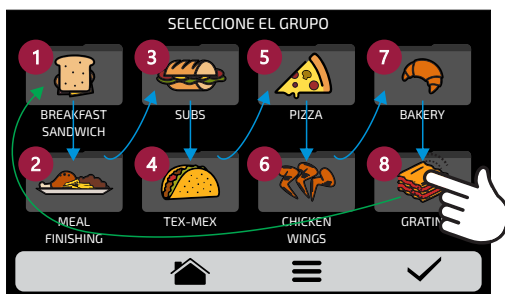 SELECCIONE EL GRUPO
1
3
5
7
BREAKFAST
SANDWICH
SUBS
PIZZA
BAKERY
2
4
6
8
MEAL
FINISHING
TEX-MEX
CHICKEN
WINGS
GRATIN